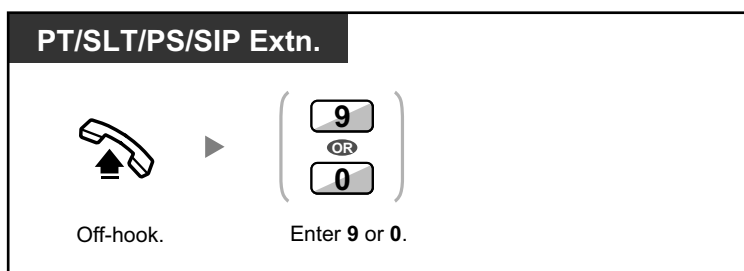 PT/SLT/PS/SIP Extn.
9
OR
0
Off-hook.
Enter 9 or 0.